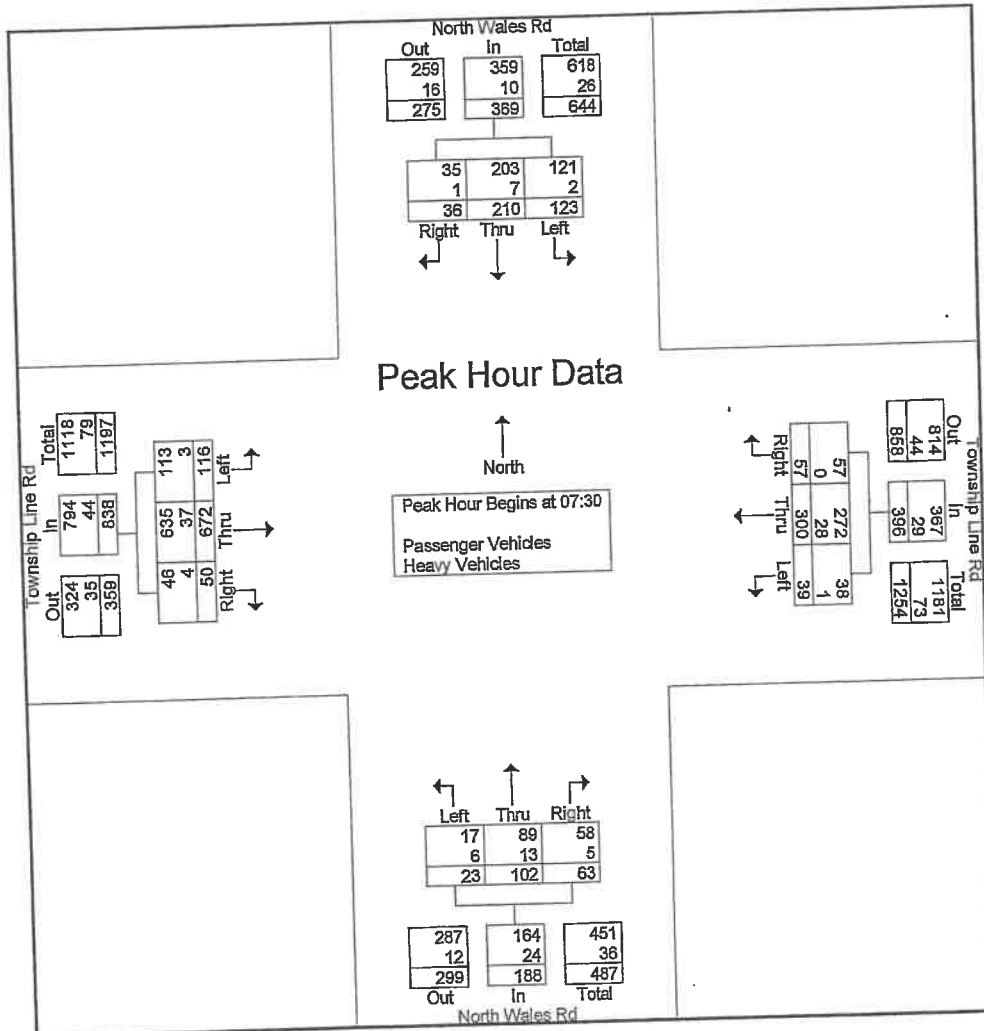 North Wales Rd
Out In Total
259 359 618
16 10 26
275 369 644
35 203 121
1 7 2
36 210 123
Right Thru Left
Peak Hour Data
North
Peak Hour Begins at 07:30
Passenger Vehicles
Heavy Vehicles
Township Line Rd
Out In Total
324 794 1118
35 44 79
359 838 1197
Left Thru Right
113 635 46
3 37 4
116 672 50
Township Line Rd
Out In Total
814 367 1181
44 29 73
858 396 1254
Right Thru Left
57 272 38
0 28 1
57 300 39
Left Thru Right
17 89 58
6 13 5
23 102 63
287 164 451
12 24 36
299 188 487
Out In Total
North Wales Rd